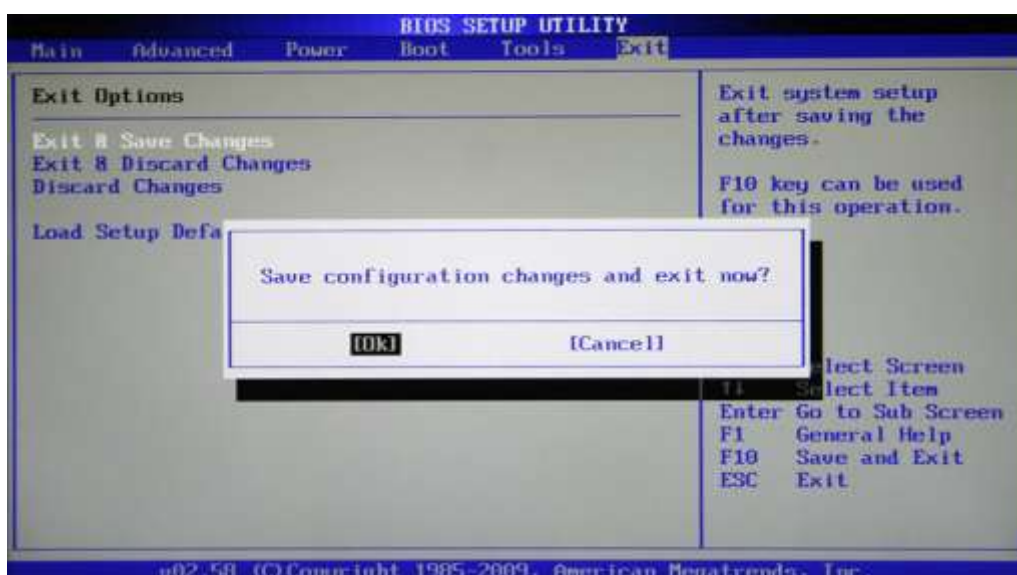 BIOS SETUP UTILITY
Main Advanced Power Boot Tools Exit
Exit Options
Exit & Save Changes
Exit & Discard Changes
Discard Changes
Load Setup Defa
Exit system setup
after saving the
changes.
F10 key can be used
for this operation.
Save configuration changes and exit now?
[Ok] [Cancel]
lect Screen
↑↓ Select Item
Enter Go to Sub Screen
F1 General Help
F10 Save and Exit
ESC Exit
v02.58 (C)Copyright 1985-2009, American Megatrends, Inc